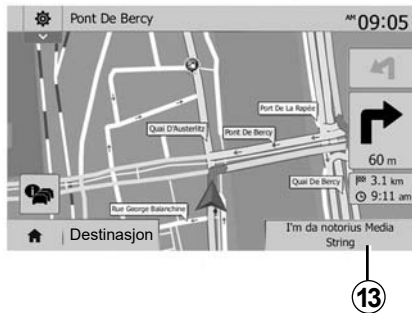 Pont De Bercy
AM 09:05
Port De La Rapée
Quai D'Austerlitz
Pont De Bercy
60 m
Quai De Bercy
3.1 km
9:11 am
Rue George Balanchine
Destinasjon
I'm da notorius Media
String
13